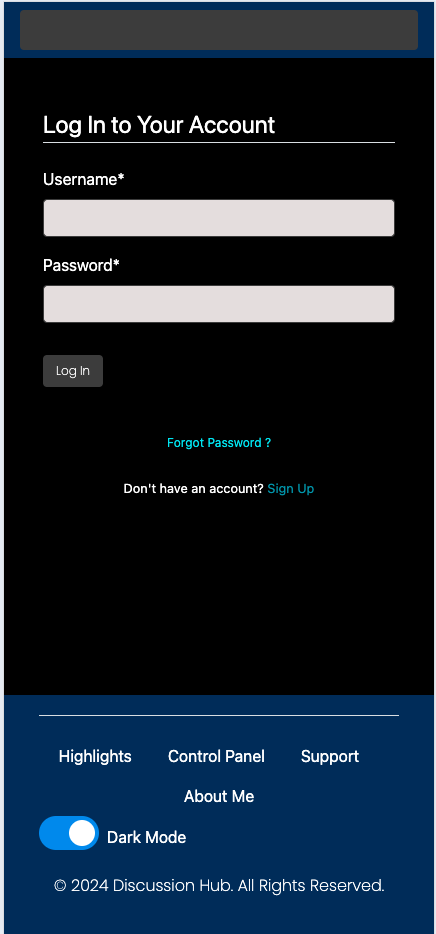 Log In to Your Account
Username*
Password*
Log In
Forgot Password ?
Don't have an account? Sign Up
Highlights Control Panel Support
About Me
Dark Mode
© 2024 Discussion Hub. All Rights Reserved.